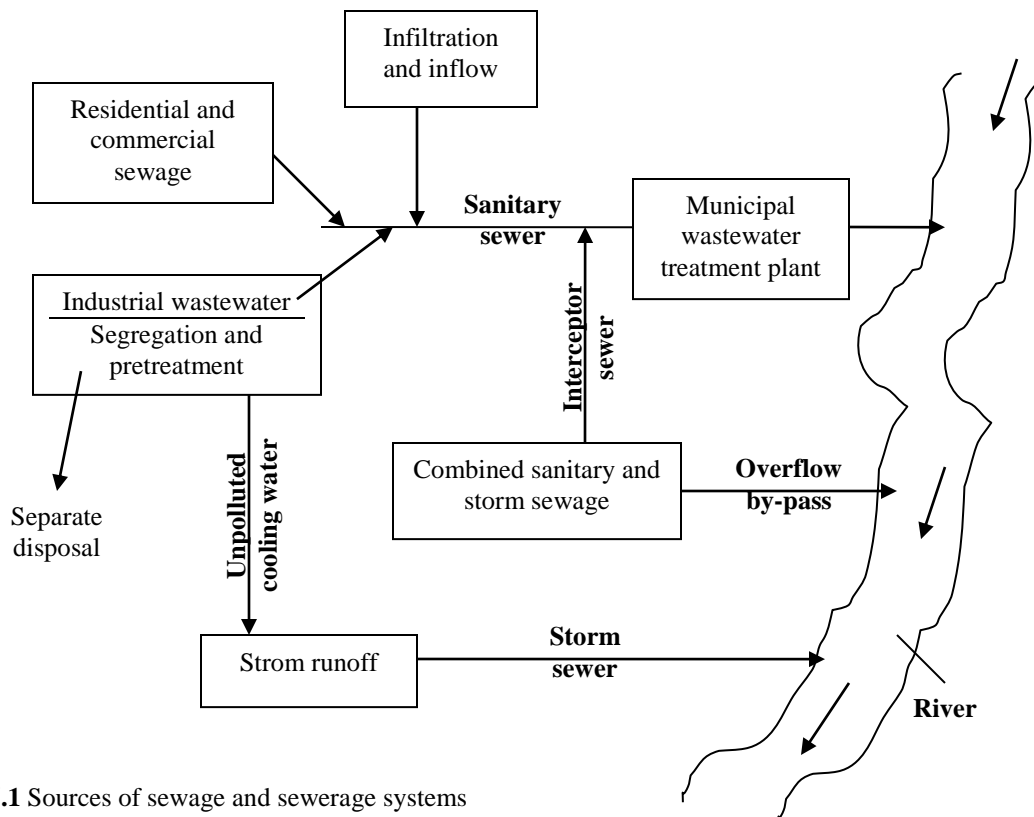 Infiltration
and inflow
Residential and
commercial
sewage
Sanitary
sewer
Municipal
wastewater
treatment plant
Industrial wastewater
Segregation and
pretreatment
Interceptor
sewer
Combined sanitary and
storm sewage
Overflow
by-pass
Separate
disposal
Unpolluted
cooling water
Strom runoff
Storm
sewer
River
.1 Sources of sewage and sewerage systems